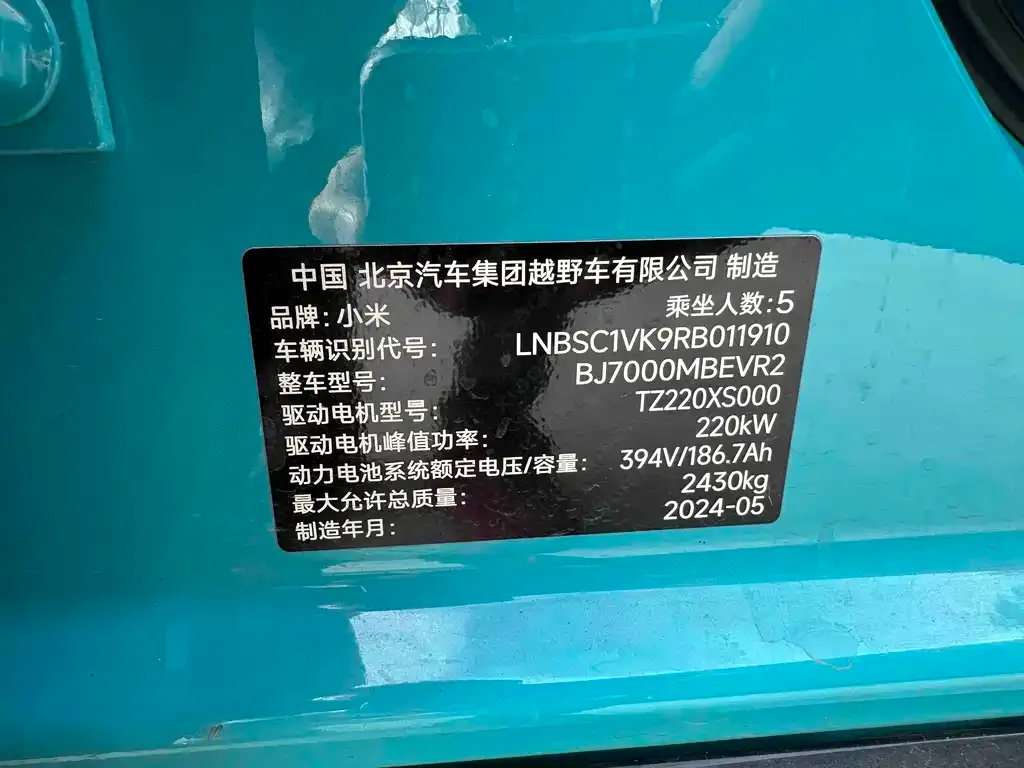 中国 北京汽车集团越野车有限公司 制造
品牌：小米 乘坐人数：5
车辆识别代号： LNBSC1VK9RB011910
整车型号： BJ7000MBEVR2
驱动电机型号： TZ220XS000
驱动电机峰值功率： 220kW
动力电池系统额定电压/容量： 394V/186.7Ah
最大允许总质量： 2430kg
制造年月： 2024-05